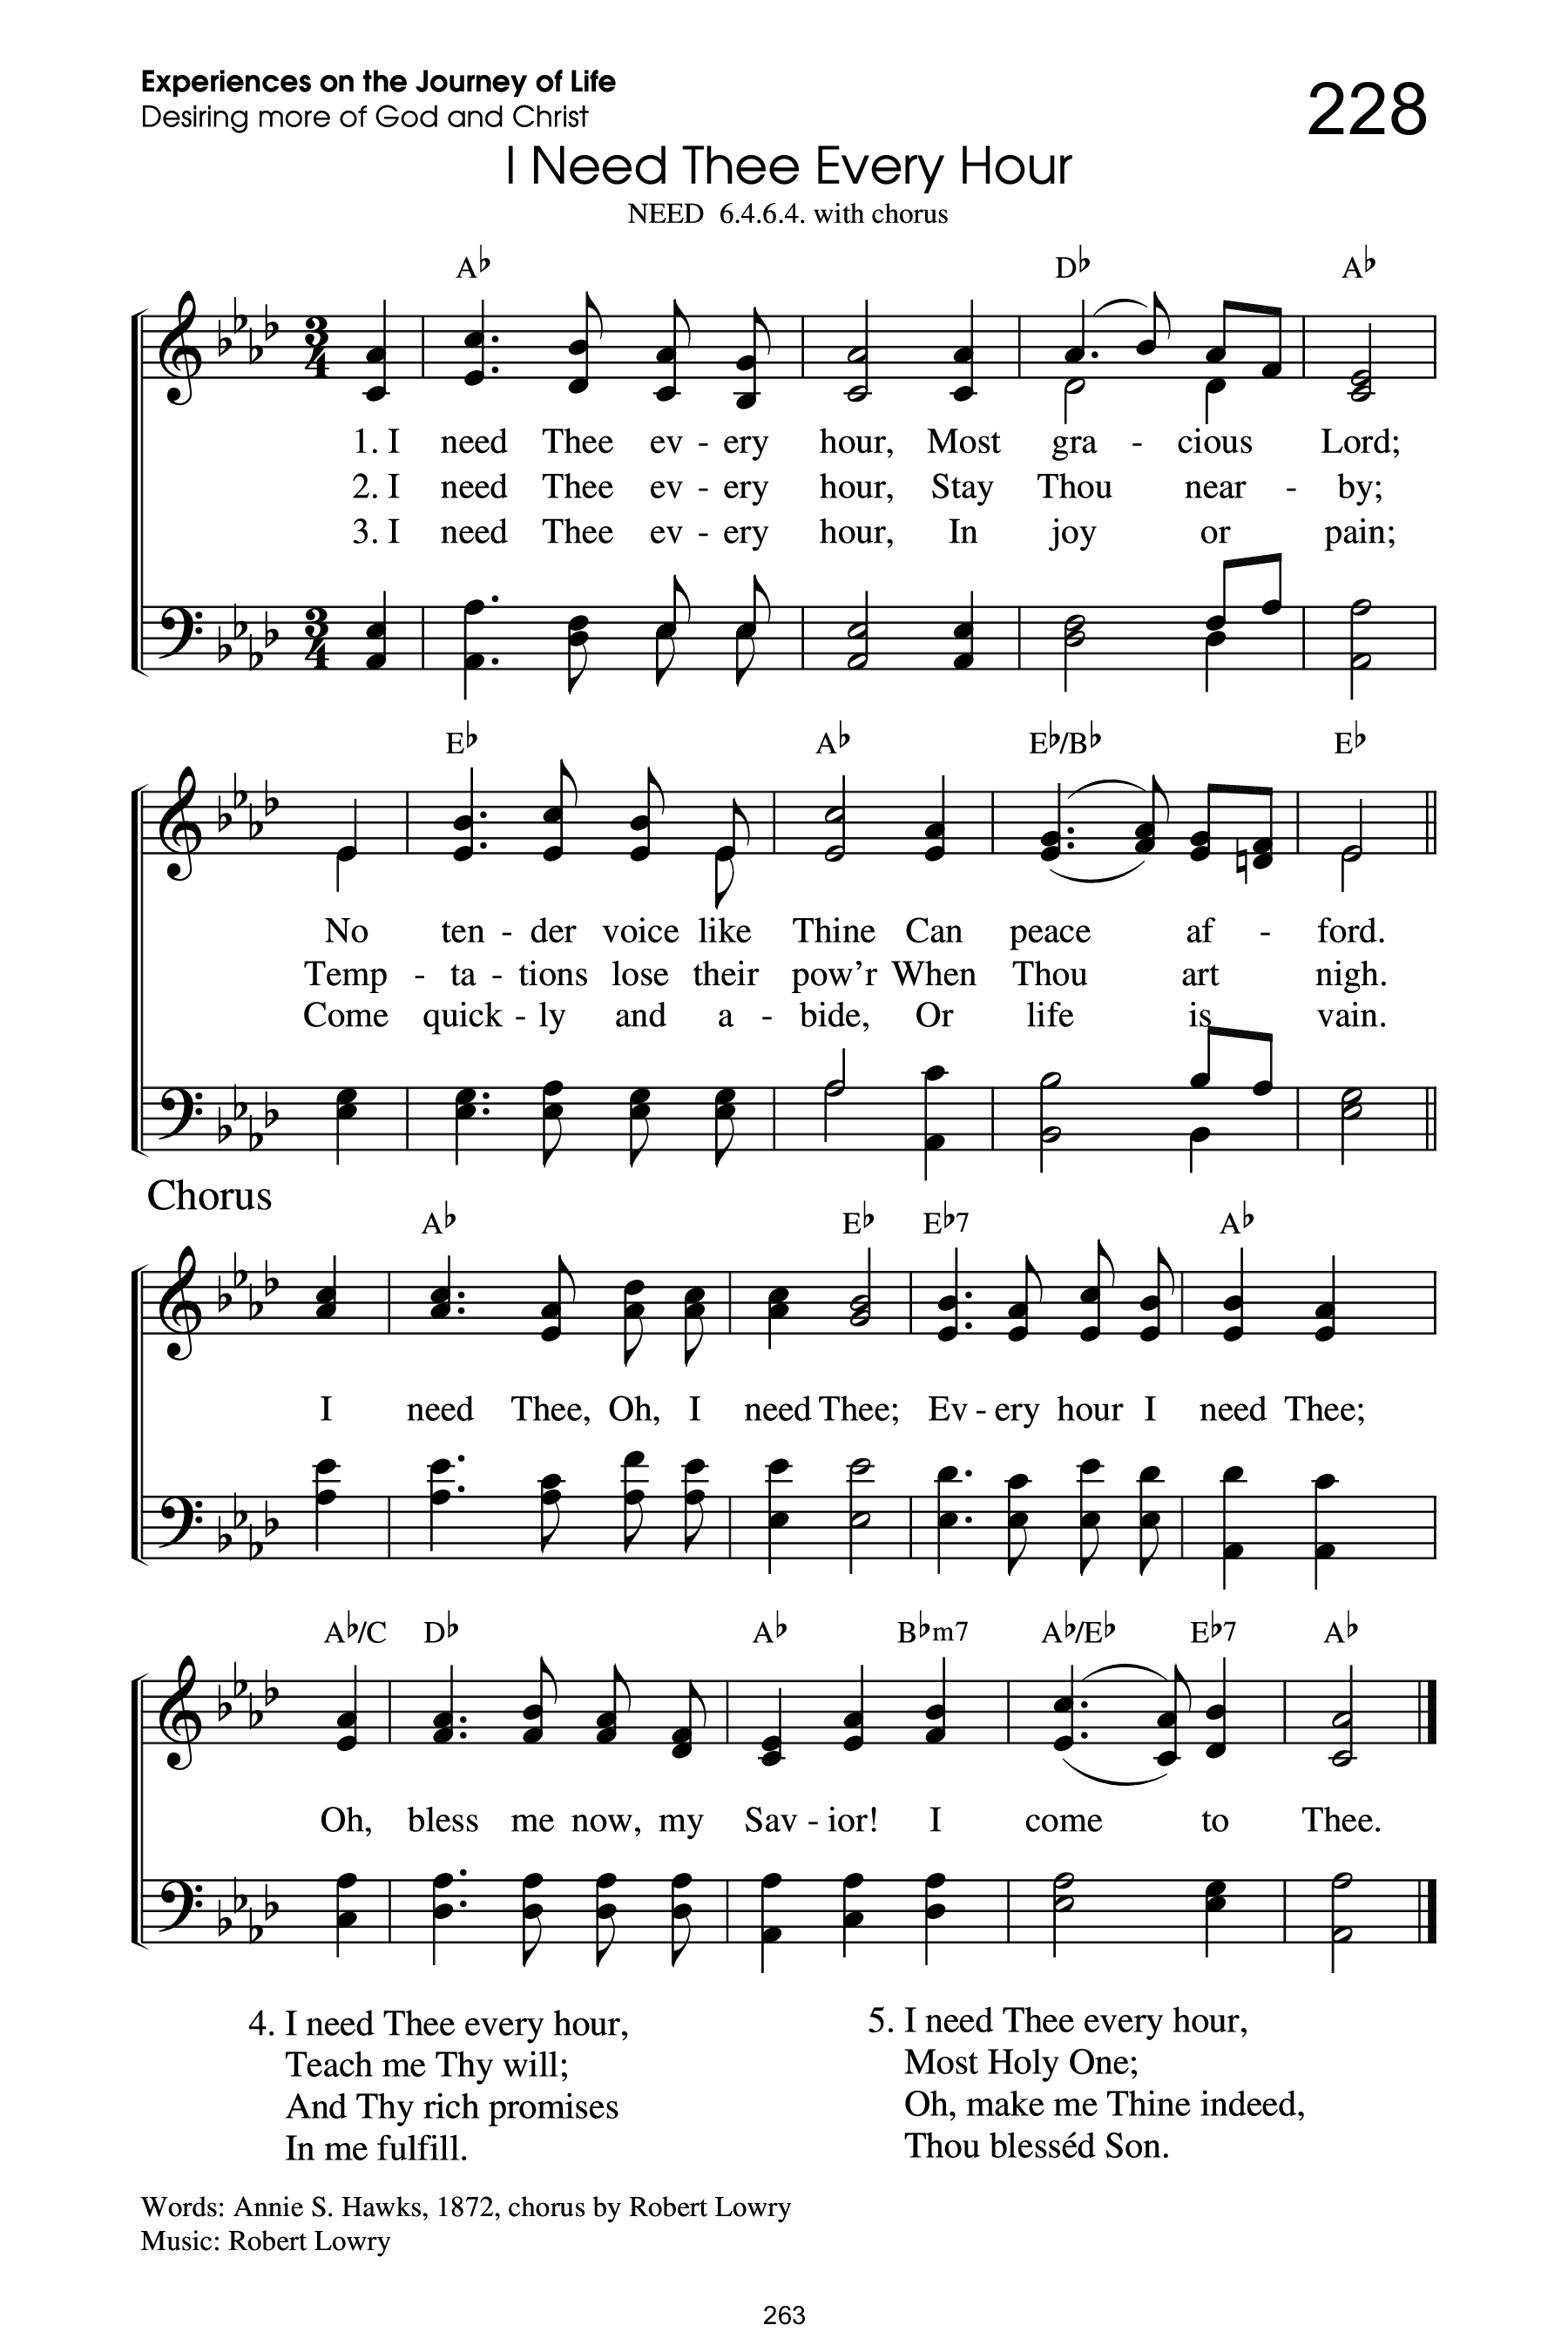 Experiences on the Journey of Life
Desiring more of God and Christ
228
I Need Thee Every Hour
NEED 6.4.6.4. with chorus
A♭ D♭ A♭
3/4
1. I need Thee ev - ery hour, Most gra - cious Lord;
2. I need Thee ev - ery hour, Stay Thou near - by;
3. I need Thee ev - ery hour, In joy or pain;
3/4
E♭ A♭ E♭/B♭ E♭
No ten - der voice like Thine Can peace af - ford.
Temp - ta - tions lose their pow’r When Thou art nigh.
Come quick - ly and a - bide, Or life is vain.
Chorus
A♭ E♭ E♭7 A♭
I need Thee, Oh, I need Thee; Ev - ery hour I need Thee;
A♭/C D♭ A♭ B♭m7 A♭/E♭ E♭7 A♭
Oh, bless me now, my Sav - ior! I come to Thee.
4. I need Thee every hour,
Teach me Thy will;
And Thy rich promises
In me fulfill.
5. I need Thee every hour,
Most Holy One;
Oh, make me Thine indeed,
Thou blesséd Son.
Words: Annie S. Hawks, 1872, chorus by Robert Lowry
Music: Robert Lowry
263